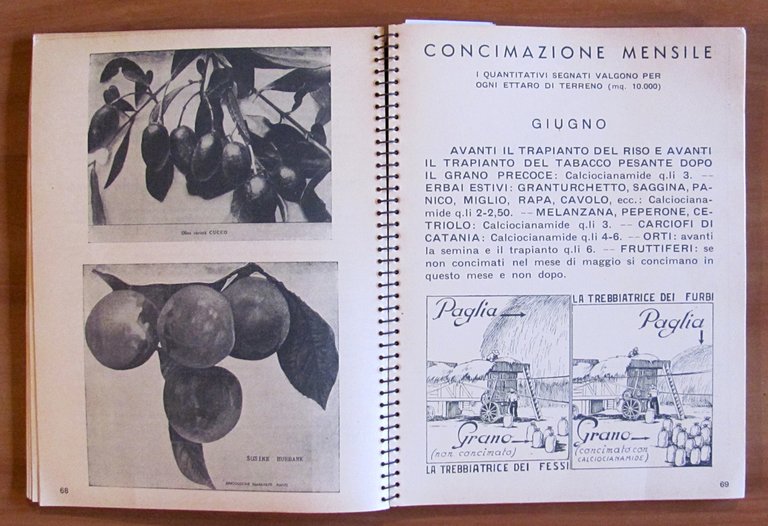 Oliva varietà CUCCO
SUSINE BURBANK
68
CONCIMAZIONE MENSILE
I QUANTITATIVI SEGNATI VALGONO PER
OGNI ETTARO DI TERRENO (mq. 10.000)
GIUGNO
AVANTI IL TRAPIANTO DEL RISO E AVANTI
IL TRAPIANTO DEL TABACCO PESANTE DOPO
IL GRANO PRECOCE: Calciocianamide q.li 3. --
ERBAI ESTIVI: GRANTURCHETTO, SAGGINA, PA-
NICO, MIGLIO, RAPA, CAVOLO, ecc.: Calciociana-
mide q.li 2-2,50. -- MELANZANA, PEPERONE, CE-
TRIOLO: Calciocianamide q.li 3. -- CARCIOFI DI
CATANIA: Calciocianamide q.li 4-6. -- ORTI: avanti
la semina e il trapianto q.li 6. -- FRUTTIFERI: se
non concimati nel mese di maggio si concimano
in questo mese e non dopo.
Paglia
Grano
(non concimato)
LA TREBBIATRICE DEI FESSI
LA TREBBIATRICE DEI FURBI
Paglia
Grano
(concimato con
CALCIOCIANAMIDE)
69